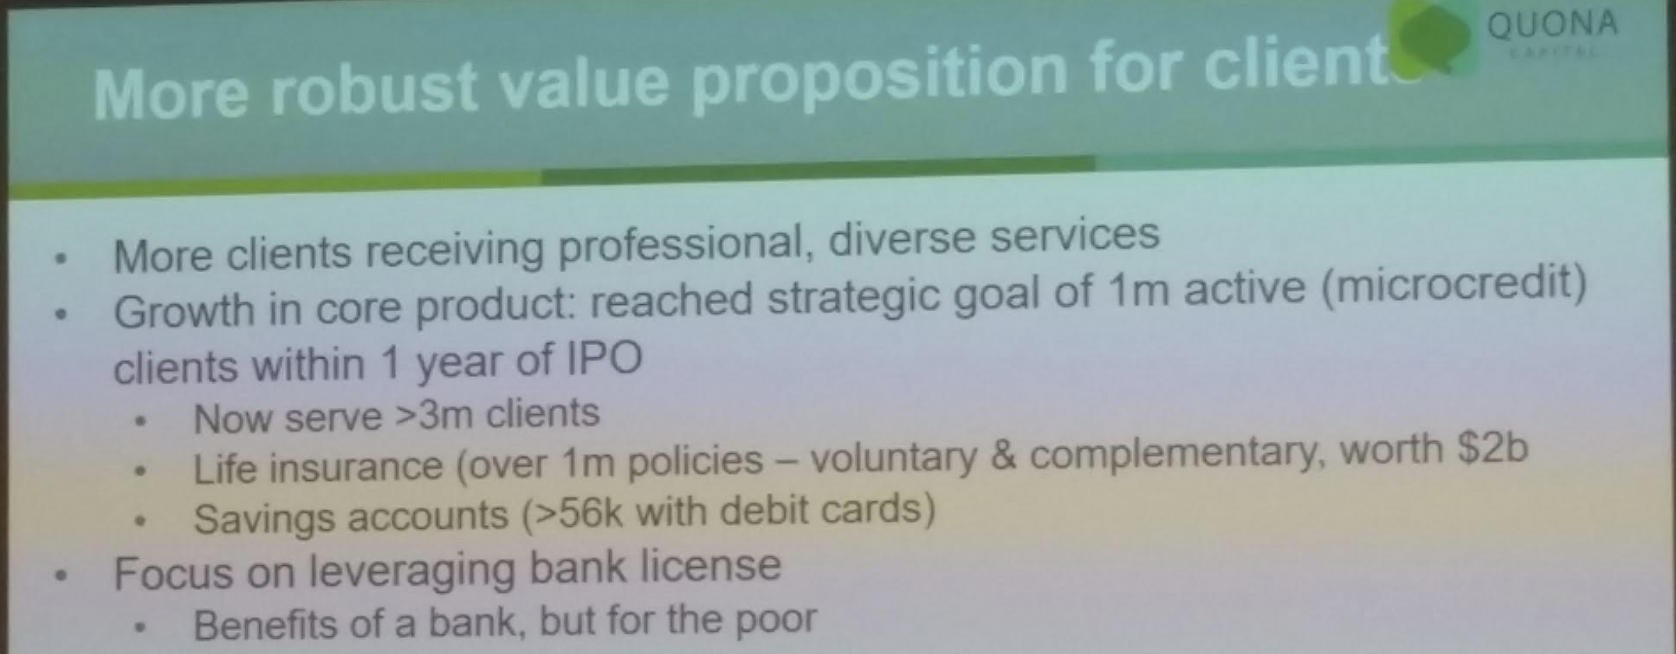 More robust value proposition for clients
QUONA
CAPITAL
• More clients receiving professional, diverse services
• Growth in core product: reached strategic goal of 1m active (microcredit)
clients within 1 year of IPO
• Now serve >3m clients
• Life insurance (over 1m policies – voluntary & complementary, worth $2b
• Savings accounts (>56k with debit cards)
• Focus on leveraging bank license
• Benefits of a bank, but for the poor